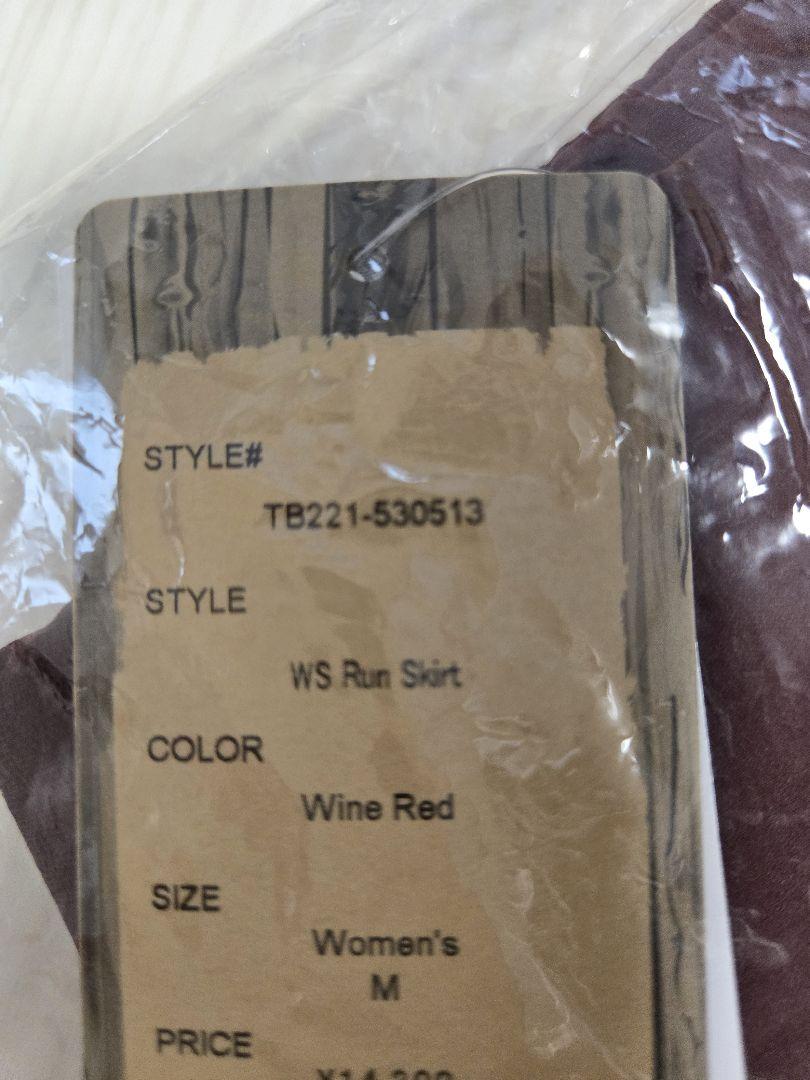 STYLE#
TB221-530513
STYLE
WS Run Skirt
COLOR
Wine Red
SIZE
Women's
M
PRICE